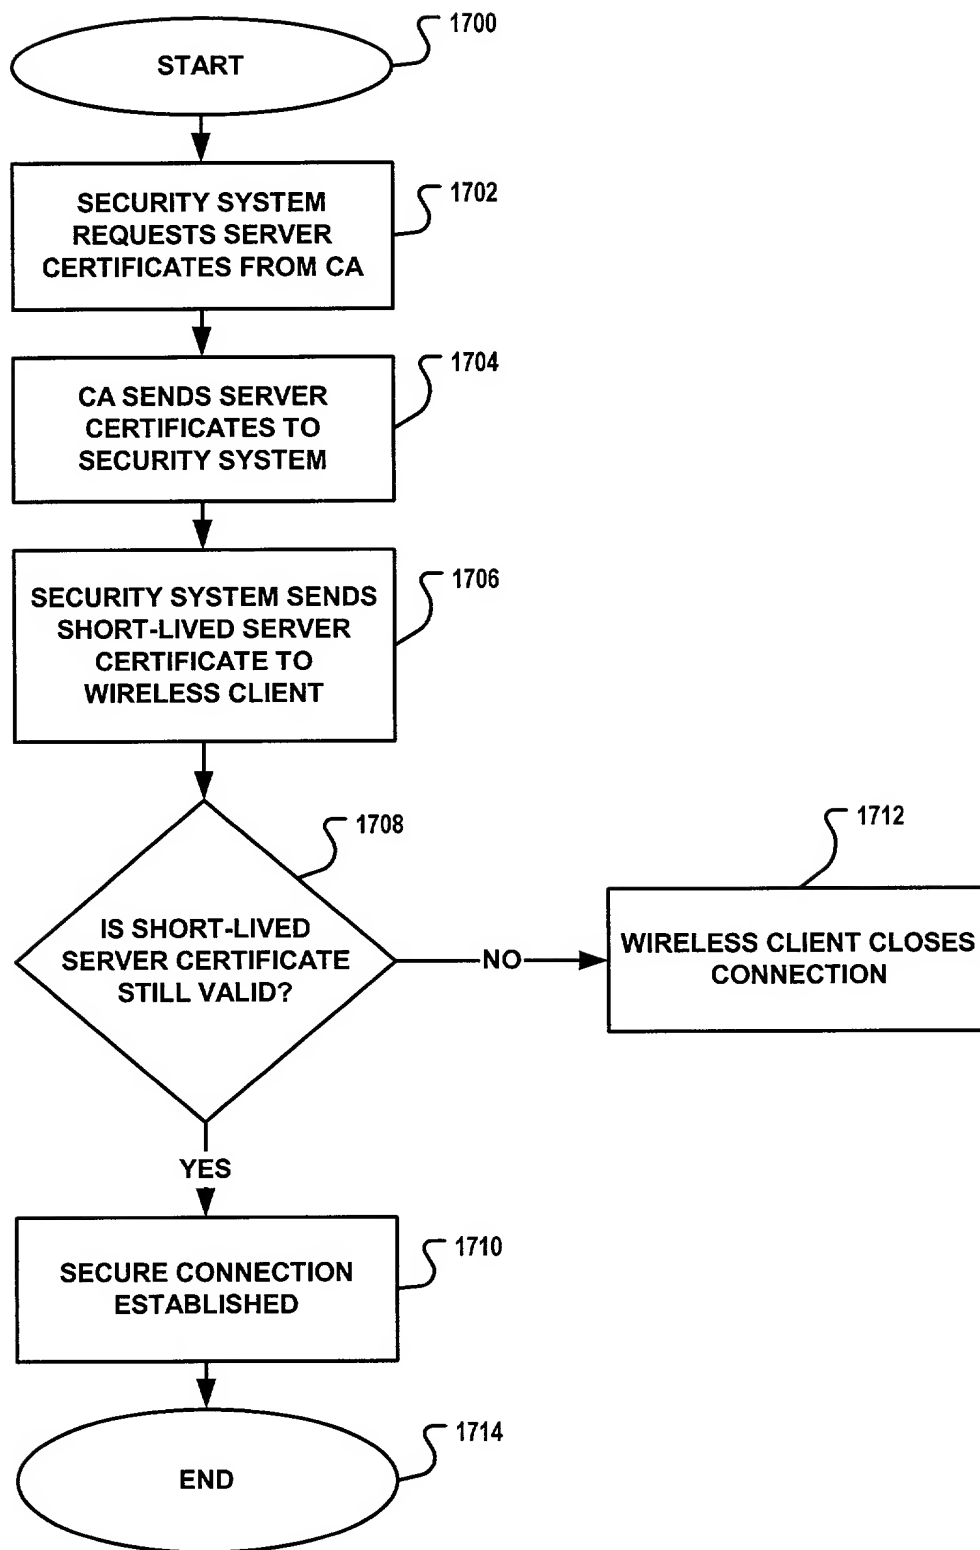 1700
START
1702
SECURITY SYSTEM
REQUESTS SERVER
CERTIFICATES FROM CA
1704
CA SENDS SERVER
CERTIFICATES TO
SECURITY SYSTEM
1706
SECURITY SYSTEM SENDS
SHORT-LIVED SERVER
CERTIFICATE TO
WIRELESS CLIENT
1708
IS SHORT-LIVED
SERVER CERTIFICATE
STILL VALID?
NO
1712
WIRELESS CLIENT CLOSES
CONNECTION
YES
1710
SECURE CONNECTION
ESTABLISHED
1714
END